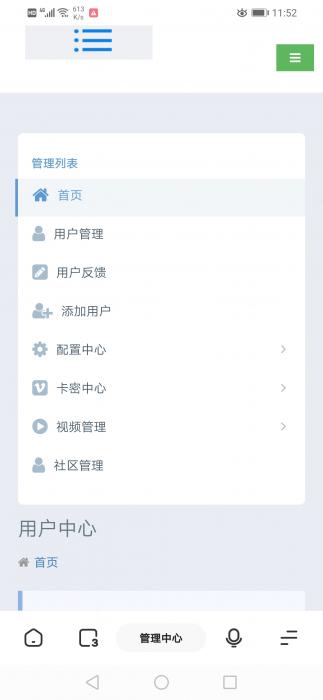 HD 4G 613 K/s 11:52
管理列表
首页
用户管理
用户反馈
添加用户
配置中心
卡密中心
视频管理
社区管理
用户中心
首页
3 管理中心